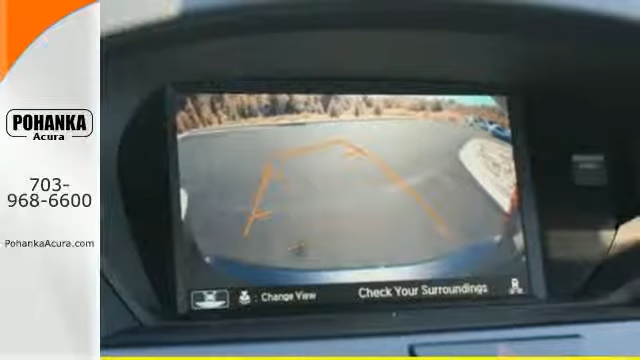 POHANKA
Acura
703-
968-6600
PohankaAcura.com
: Change View
Check Your Surroundings